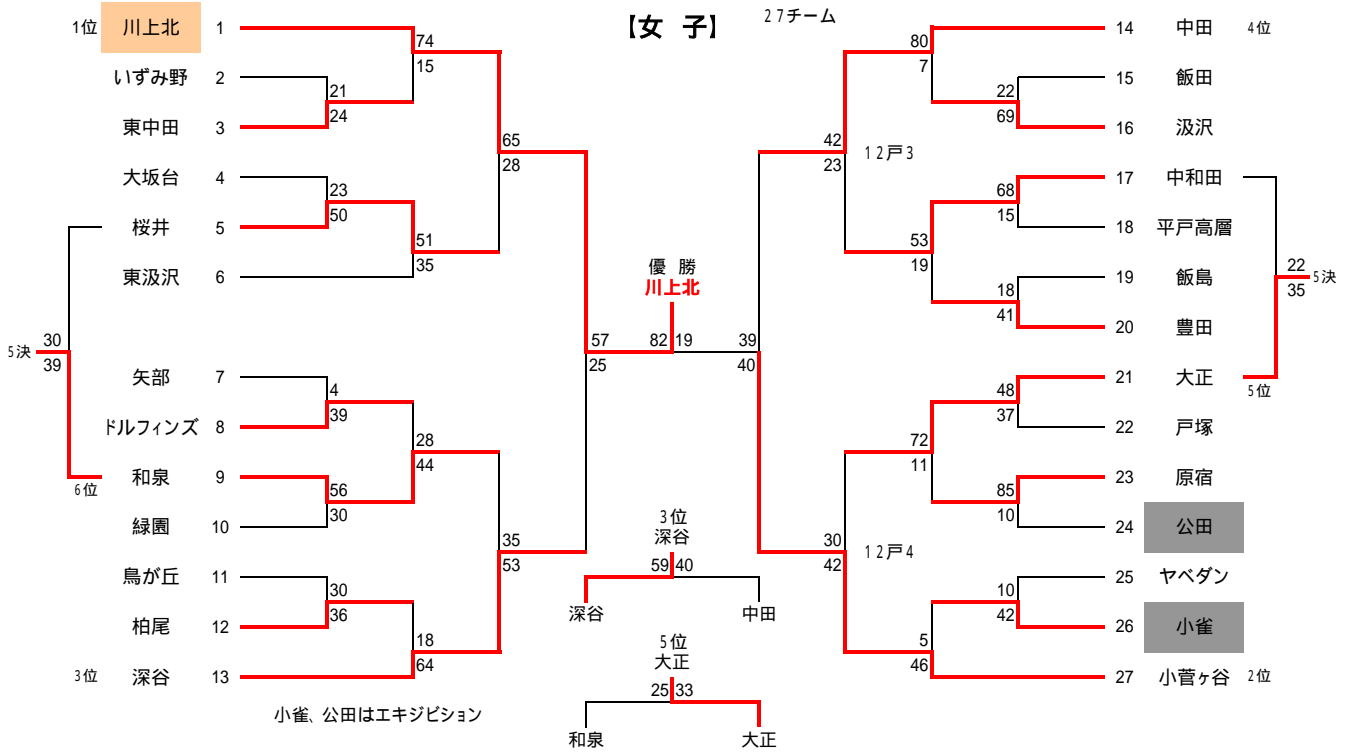 【女 子】
27チーム
1位 川上北 1
いずみ野 2
東中田 3
大坂台 4
桜井 5
東汲沢 6
矢部 7
ドルフィンズ 8
和泉 9
6位
緑園 10
鳥が丘 11
柏尾 12
3位 深谷 13
74
15
21
24
23
50
51
35
65
28
4
39
28
44
56
30
30
36
18
64
35
53
57
25
5決
30
39
優 勝
川上北
82 19
3位
深谷
59 40
深谷 中田
5位
大正
25 33
和泉 大正
小雀、公田はエキジビション
14 中田 4位
15 飯田
16 汲沢
17 中和田
18 平戸高層
19 飯島
20 豊田
21 大正
5位
22 戸塚
23 原宿
24 公田
25 ヤベダン
26 小雀
27 小菅ヶ谷 2位
80
7
22
69
42
23
12戸3
68
15
53
19
18
41
39
40
48
37
72
11
85
10
30
42
12戸4
10
42
5
46
22
35
5決